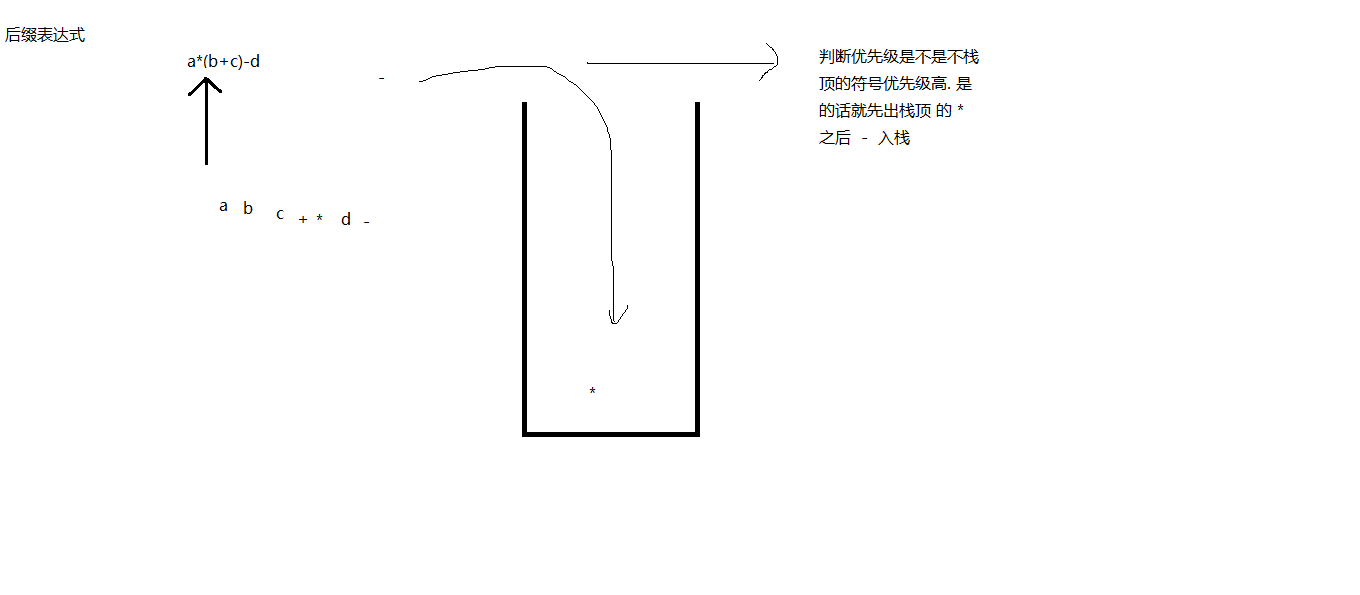 后缀表达式
a*(b+c)-d
-
判断优先级是不是不栈
顶的符号优先级高. 是
的话就先出栈顶 的 *
之后 - 入栈
a b c + * d -
*